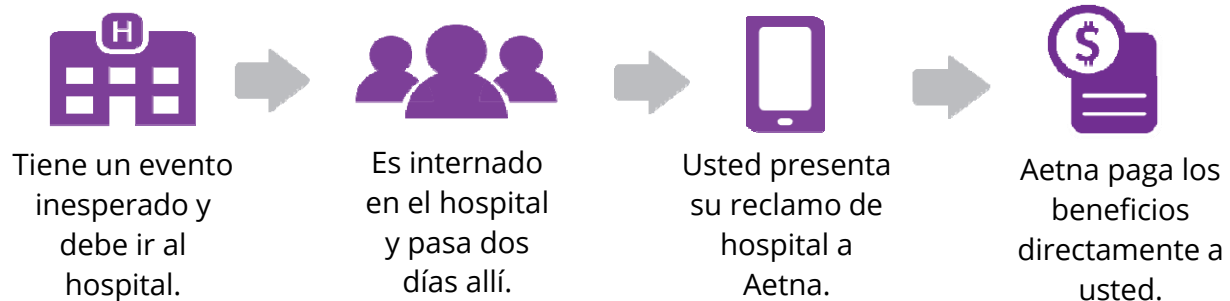 H
$
Tiene un evento
inesperado y
debe ir al
hospital.
Es internado
en el hospital
y pasa dos
días allí.
Usted presenta
su reclamo de
hospital a
Aetna.
Aetna paga los
beneficios
directamente a
usted.